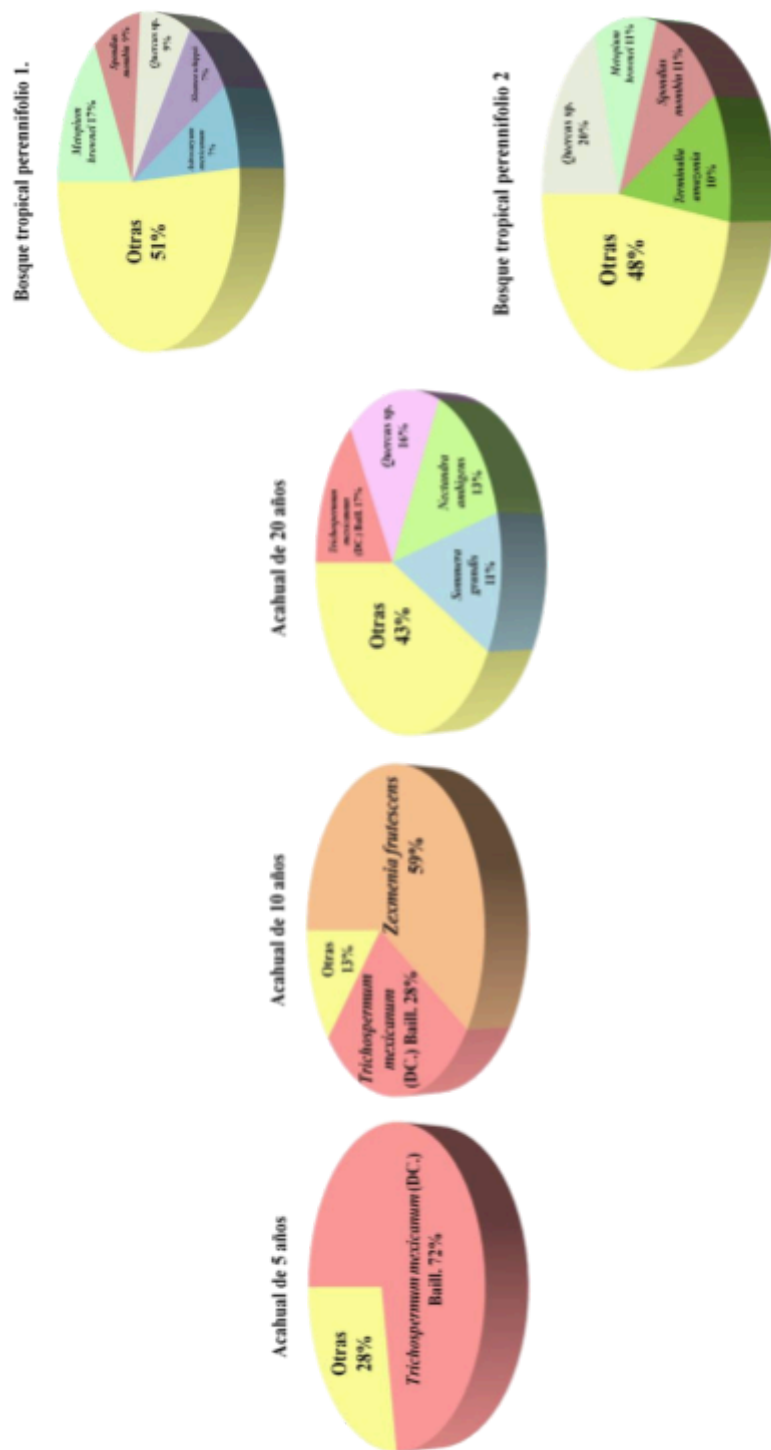 Acahual de 5 años
Otras
28%
Trichospermum mexicanum (DC.)
Baill. 72%
Acahual de 10 años
Otras
13%
Zexmenia frutescens
59%
Trichospermum
mexicanum
(DC.) Baill. 28%
Acahual de 20 años
Trichospermum
mexicanum
(DC.) Baill. 17%
Quercus sp.
16%
Nectandra
ambigens
13%
Sommera
grandis
11%
Otras
43%
Bosque tropical perennifolio 1.
Metopium
brownei 17%
Spondias
mombin 9%
Quercus sp.
9%
7%
Astrocaryum
mexicanum
7%
Otras
51%
Bosque tropical perennifolio 2
Quercus sp.
20%
Metopium
brownei 11%
Spondias
mombin 11%
Terminalia
amazonia
10%
Otras
48%